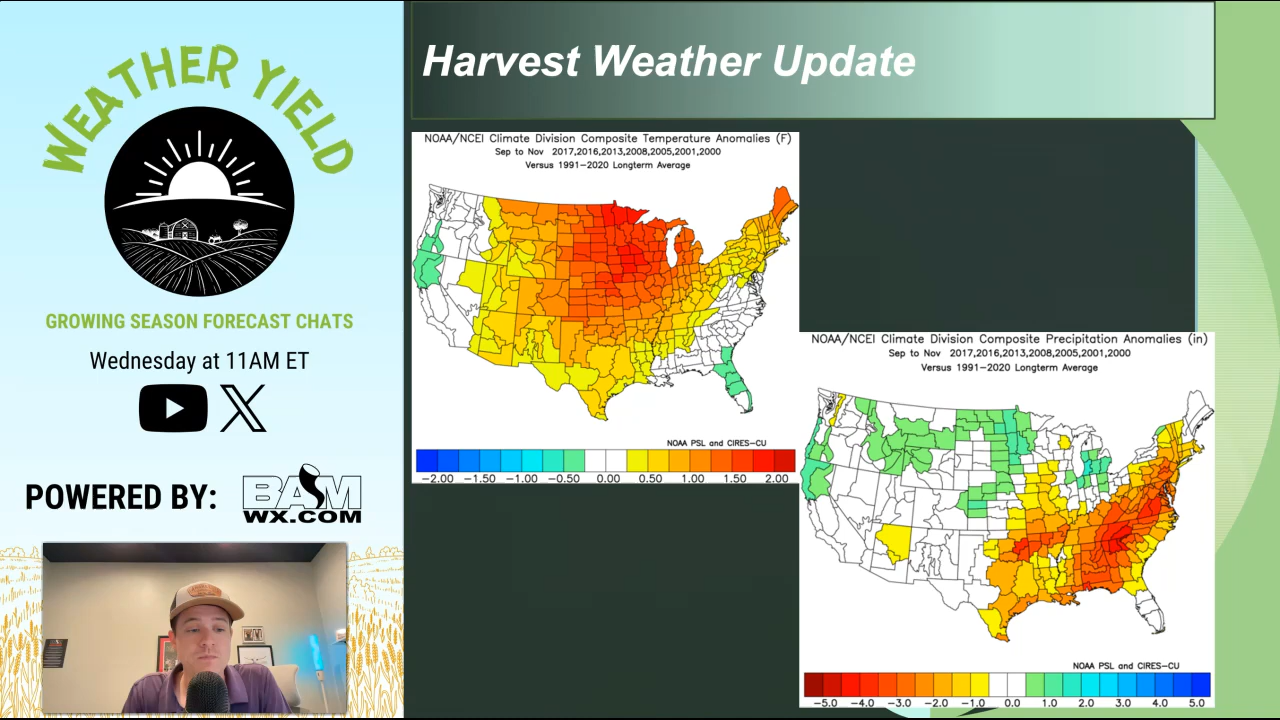 WEATHER YIELD
GROWING SEASON FORECAST CHATS
Wednesday at 11AM ET
POWERED BY:
BAM
WX.COM
Harvest Weather Update
NOAA/NCEI Climate Division Composite Temperature Anomalies (F)
Sep to Nov 2017,2016,2013,2008,2005,2001,2000
Versus 1991-2020 Longterm Average
NOAA PSL and CIRES-CU
-2.00 -1.50 -1.00 -0.50 0.00 0.50 1.00 1.50 2.00
NOAA/NCEI Climate Division Composite Precipitation Anomalies (in)
Sep to Nov 2017,2016,2013,2008,2005,2001,2000
Versus 1991-2020 Longterm Average
NOAA PSL and CIRES-CU
-5.0 -4.0 -3.0 -2.0 -1.0 0.0 1.0 2.0 3.0 4.0 5.0